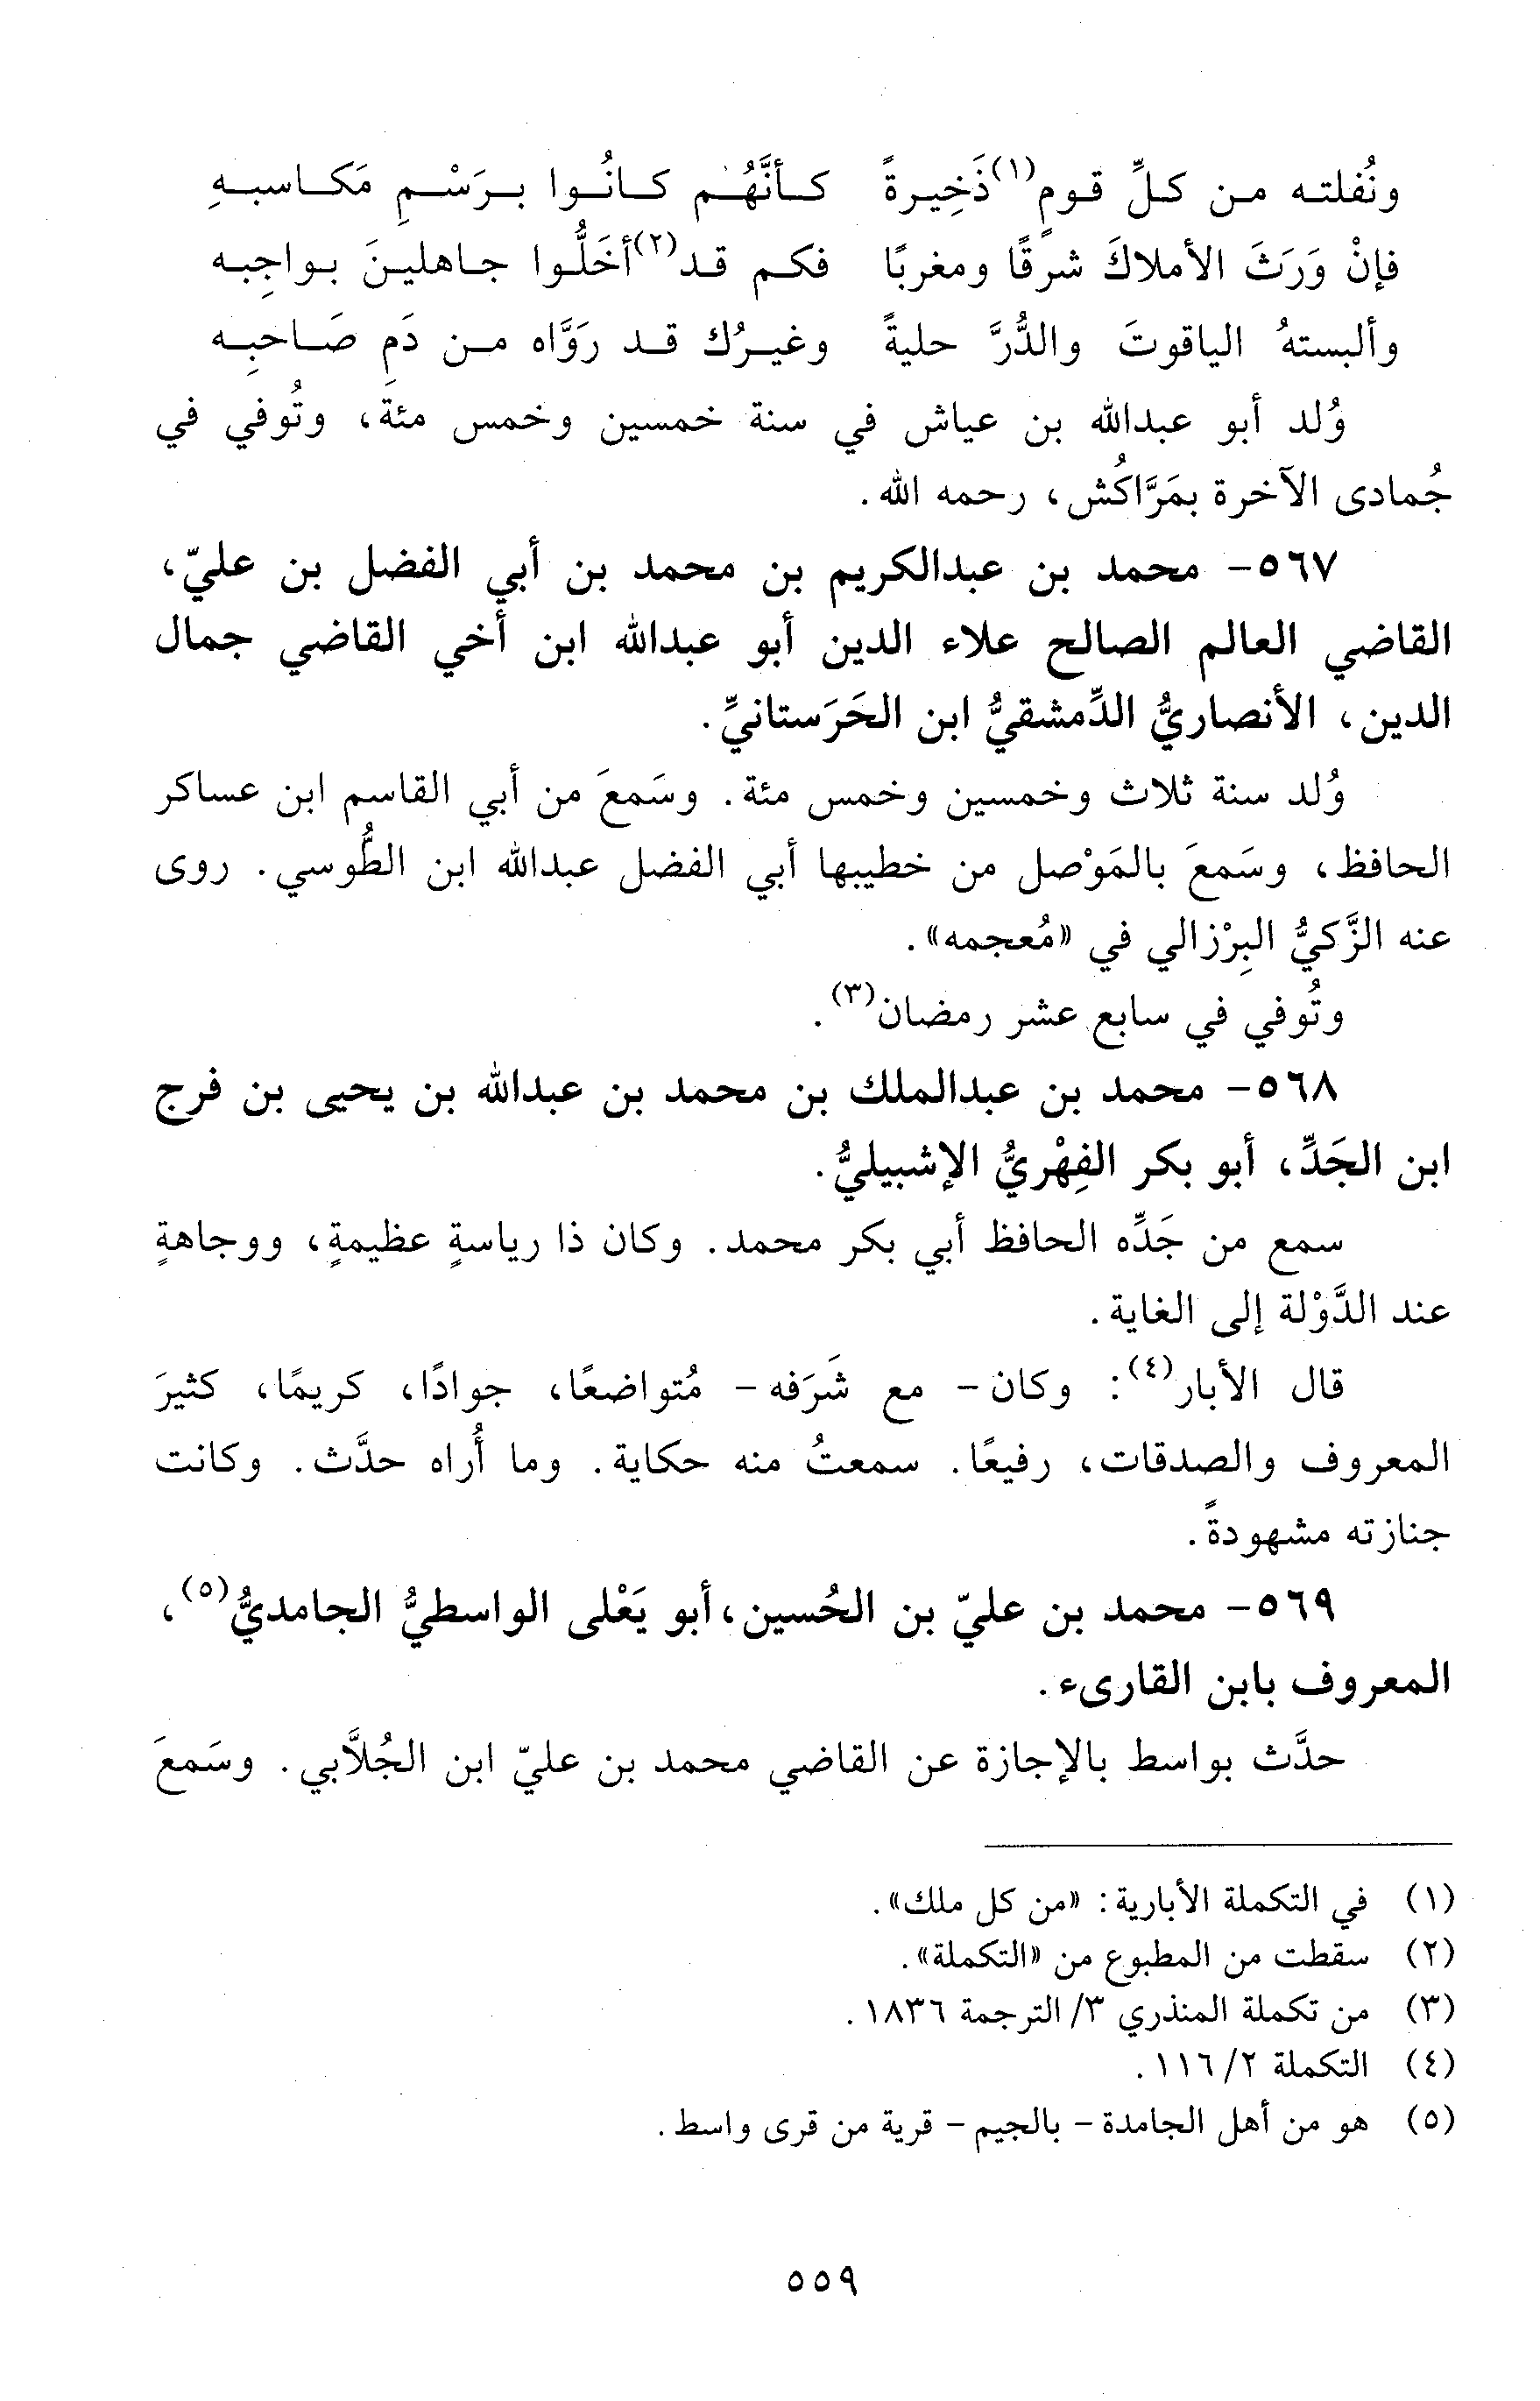 ونُفلته من كلِّ قومٍ(١) ذَخِيرةً كأنَّهُم كانُوا برَسْمِ مَكاسبهِ
فإنْ وَرَثَ الأملاكَ شرقًا ومغربًا فكم قد(٢) أخَلُّوا جاهلينَ بواجِبه
وألبستهُ الياقوتَ والدُّرَّ حليةً وغيرُك قد رَوَّاه من دَمِ صَاحبِه
وُلد أبو عبدالله بن عياش في سنة خمسين وخمس مئة، وتُوفي في
جُمادى الآخرة بمَرَّاكُش، رحمه الله.
٥٦٧- محمد بن عبدالكريم بن محمد بن أبي الفضل بن عليّ،
القاضي العالم الصالح علاء الدين أبو عبدالله ابن أخي القاضي جمال
الدين، الأنصاريُّ الدِّمشقيُّ ابن الحَرَستانيِّ.
وُلد سنة ثلاث وخمسين وخمس مئة. وسَمعَ من أبي القاسم ابن عساكر
الحافظ، وسَمعَ بالمَوْصل من خطيبها أبي الفضل عبدالله ابن الطُّوسي. روى
عنه الزَّكيُّ البِرْزالي في «مُعجمه».
وتُوفي في سابع عشر رمضان(٣).
٥٦٨- محمد بن عبدالملك بن محمد بن عبدالله بن يحيى بن فرج
ابن الجَدِّ، أبو بكر الفِهْريُّ الإشبيليُّ.
سمع من جَدِّه الحافظ أبي بكر محمد. وكان ذا رياسةٍ عظيمةٍ، ووجاهةٍ
عند الدَّوْلة إلى الغاية.
قال الأبار(٤): وكان- مع شَرَفه- مُتواضعًا، جوادًا، كريمًا، كثيرَ
المعروف والصدقات، رفيعًا. سمعتُ منه حكاية. وما أُراه حدَّث. وكانت
جنازته مشهودةً.
٥٦٩- محمد بن عليّ بن الحُسين، أبو يَعْلى الواسطيُّ الجامديُّ(٥)،
المعروف بابن القارىء.
حدَّث بواسط بالإجازة عن القاضي محمد بن عليّ ابن الجُلاَّبي. وسَمعَ
(١) في التكملة الأبارية: «من كل ملك».
(٢) سقطت من المطبوع من «التكملة».
(٣) من تكملة المنذري ٣/ الترجمة ١٨٣٦.
(٤) التكملة ٢/ ١١٦.
(٥) هو من أهل الجامدة- بالجيم- قرية من قرى واسط.
٥٥٩